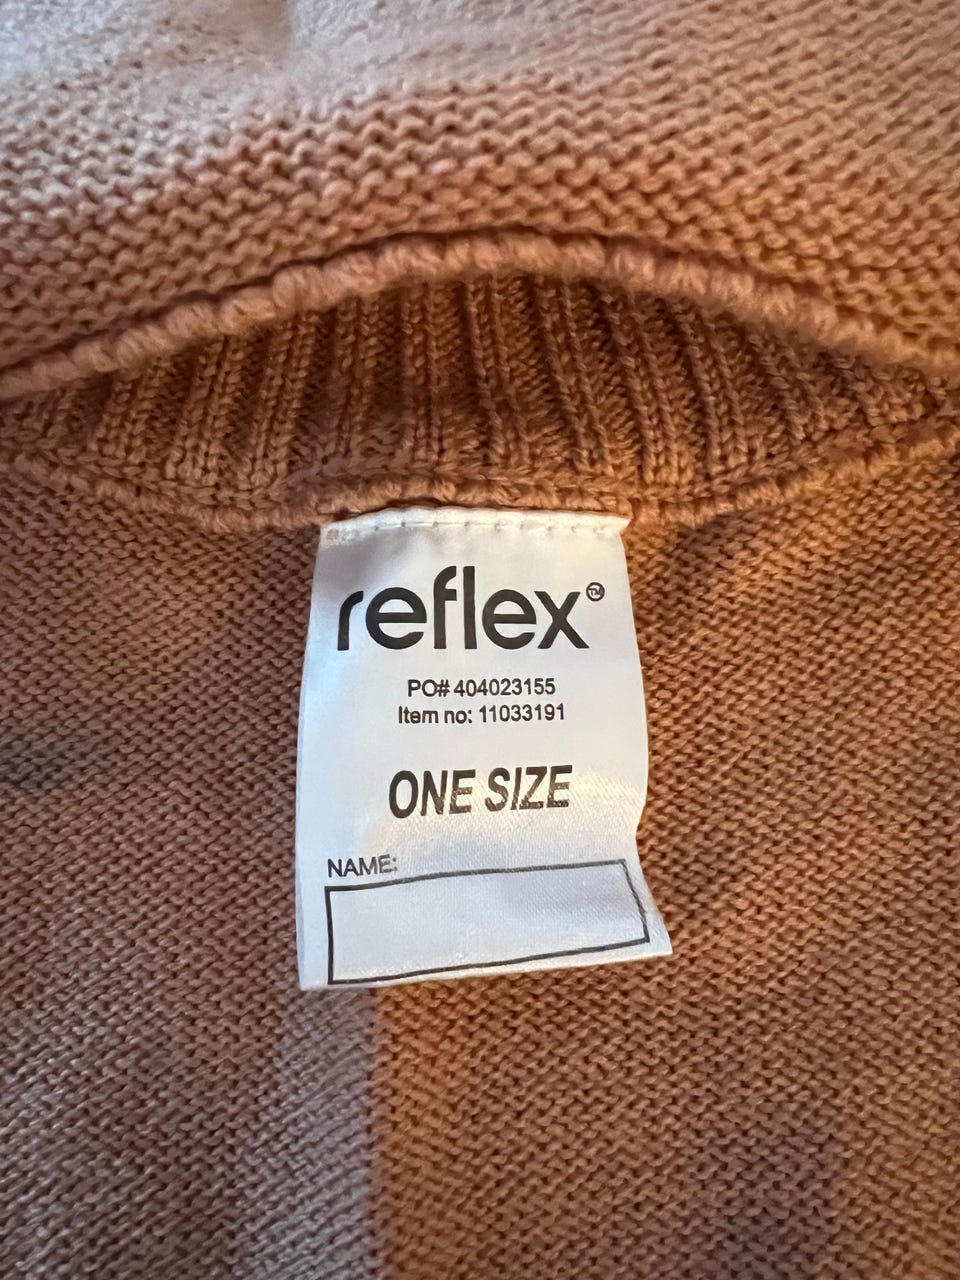 reflex™
PO# 404023155
Item no: 11033191
ONE SIZE
NAME: